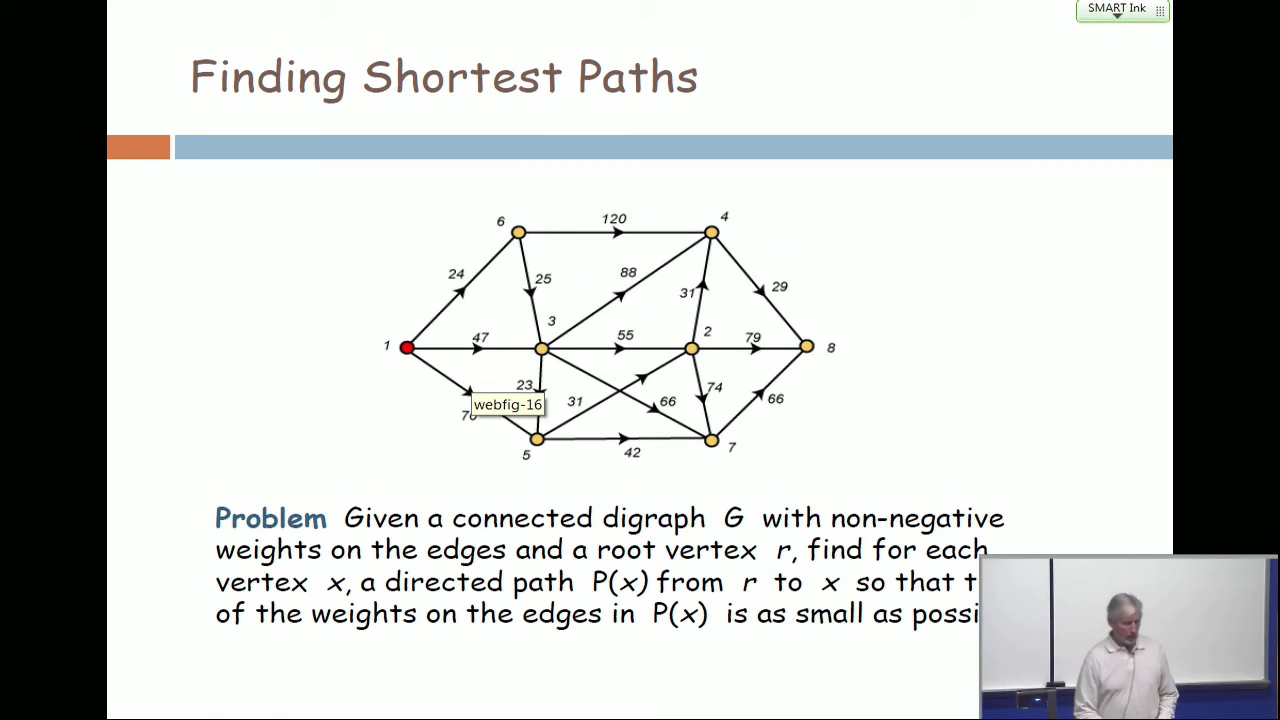 SMART Ink
Finding Shortest Paths
6 120 4
24 25 88 31 29
3 2
1 47 55 79 8
23 31 66 74 66
webfig-16
5 42 7
Problem Given a connected digraph G with non-negative
weights on the edges and a root vertex r, find for each
vertex x, a directed path P(x) from r to x so that
of the weights on the edges in P(x) is as small as